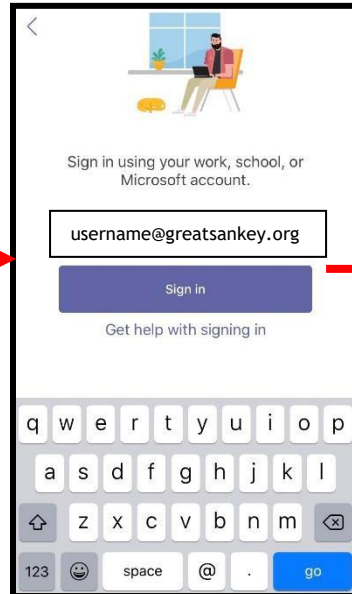 Sign in using your work, school, or
Microsoft account.
username@greatsankey.org
Sign in
Get help with signing in
q w e r t y u i o p
a s d f g h j k l
z x c v b n m
123 space @ . go